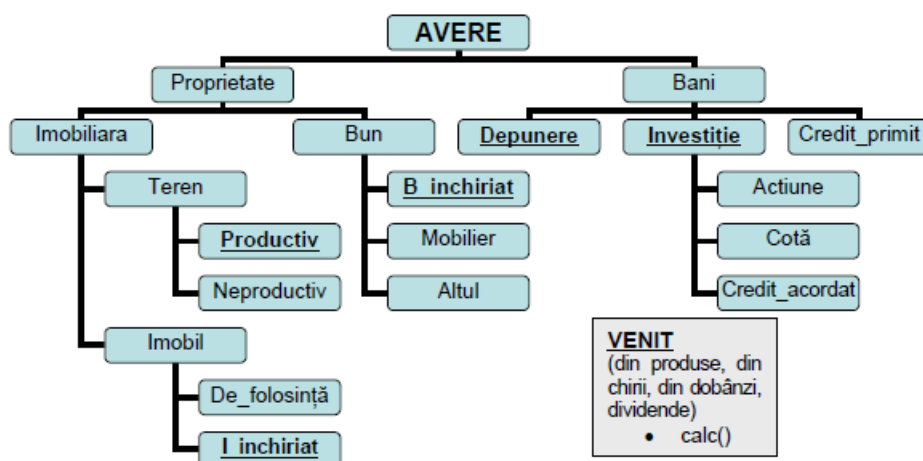 AVERE
Proprietate
Bani
Imobiliara
Bun
Depunere
Investiție
Credit_primit
Teren
B_inchiriat
Actiune
Productiv
Mobilier
Cotă
Neproductiv
Altul
Credit_acordat
Imobil
De_folosință
I_inchiriat
VENIT
(din produse, din
chirii, din dobânzi,
dividende)
• calc()